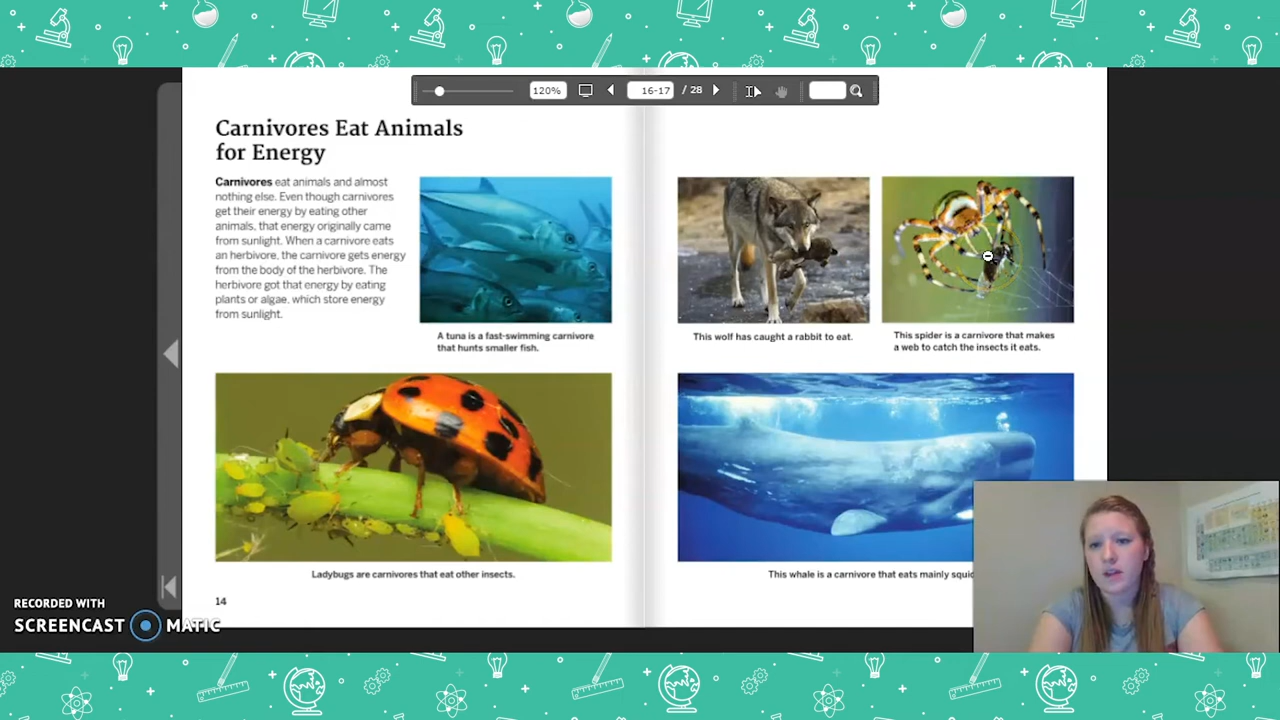 120%
16-17 / 28
Carnivores Eat Animals
for Energy
Carnivores eat animals and almost
nothing else. Even though carnivores
get their energy by eating other
animals, that energy originally came
from sunlight. When a carnivore eats
an herbivore, the carnivore gets energy
from the body of the herbivore. The
herbivore got that energy by eating
plants or algae, which store energy
from sunlight.
A tuna is a fast-swimming carnivore
that hunts smaller fish.
This wolf has caught a rabbit to eat.
This spider is a carnivore that makes
a web to catch the insects it eats.
Ladybugs are carnivores that eat other insects.
This whale is a carnivore that eats mainly squid
14
RECORDED WITH
SCREENCAST MATIC